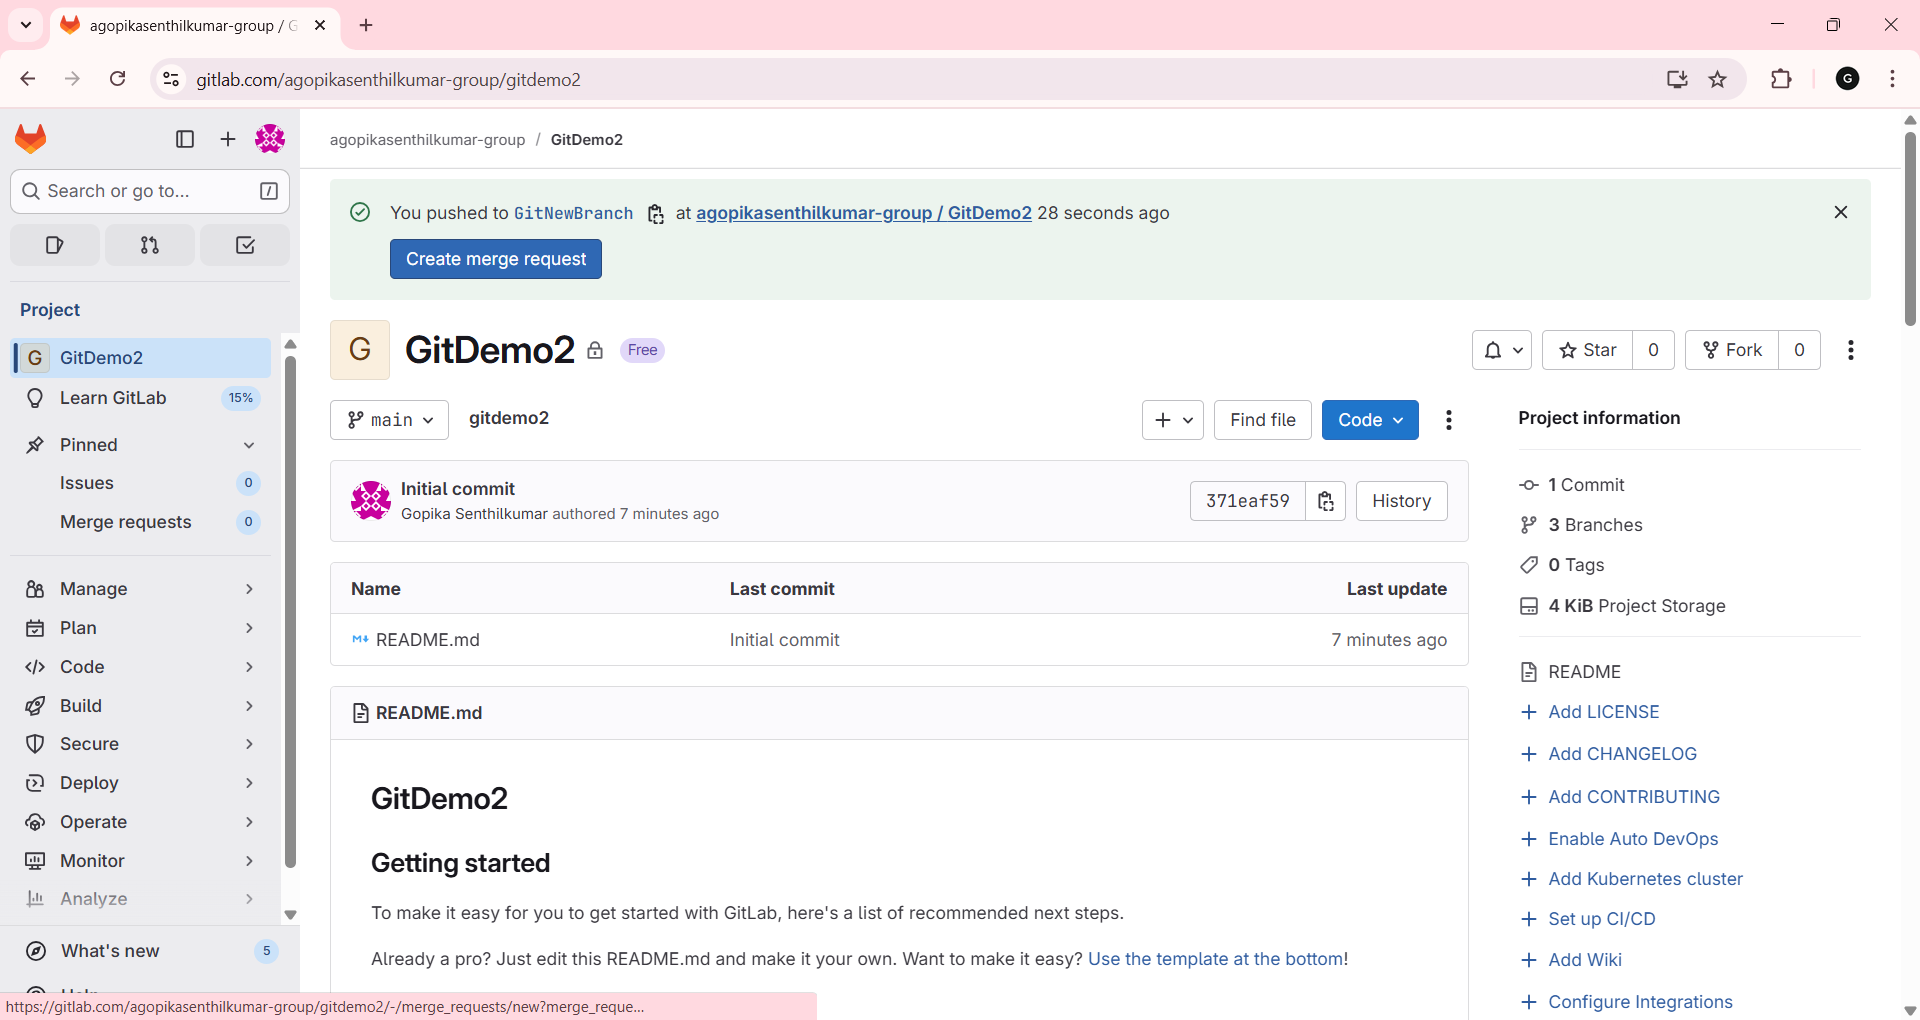 agopikasenthilkumar-group / G
gitlab.com/agopikasenthilkumar-group/gitdemo2
G
agopikasenthilkumar-group / GitDemo2
Search or go to...
/
You pushed to GitNewBranch at agopikasenthilkumar-group / GitDemo2 28 seconds ago
Create merge request
Project
G GitDemo2
Learn GitLab 15%
Pinned
Issues 0
Merge requests 0
Manage
Plan
Code
Build
Secure
Deploy
Operate
Monitor
Analyze
What's new 5
Help
G GitDemo2 Free
Star 0 Fork 0
main gitdemo2
Find file Code
Initial commit
Gopika Senthilkumar authored 7 minutes ago
371eaf59 History
Name Last commit Last update
README.md Initial commit 7 minutes ago
README.md
GitDemo2
Getting started
To make it easy for you to get started with GitLab, here's a list of recommended next steps.
Already a pro? Just edit this README.md and make it your own. Want to make it easy? Use the template at the bottom!
Project information
1 Commit
3 Branches
0 Tags
4 KiB Project Storage
README
Add LICENSE
Add CHANGELOG
Add CONTRIBUTING
Enable Auto DevOps
Add Kubernetes cluster
Set up CI/CD
Add Wiki
Configure Integrations
https://gitlab.com/agopikasenthilkumar-group/gitdemo2/-/merge_requests/new?merge_reque...